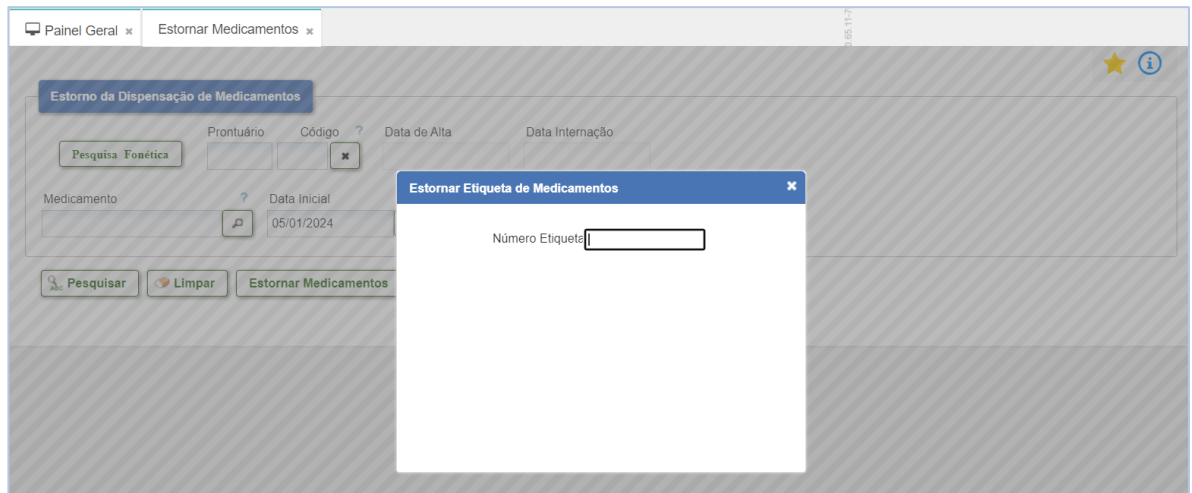 Painel Geral
Estornar Medicamentos
Estorno da Dispensação de Medicamentos
Pesquisa Fonética
Prontuário
Código ?
Data de Alta
Data Internação
Medicamento ?
Data Inicial
05/01/2024
Estornar Etiqueta de Medicamentos
Número Etiqueta
Pesquisar
Limpar
Estornar Medicamentos